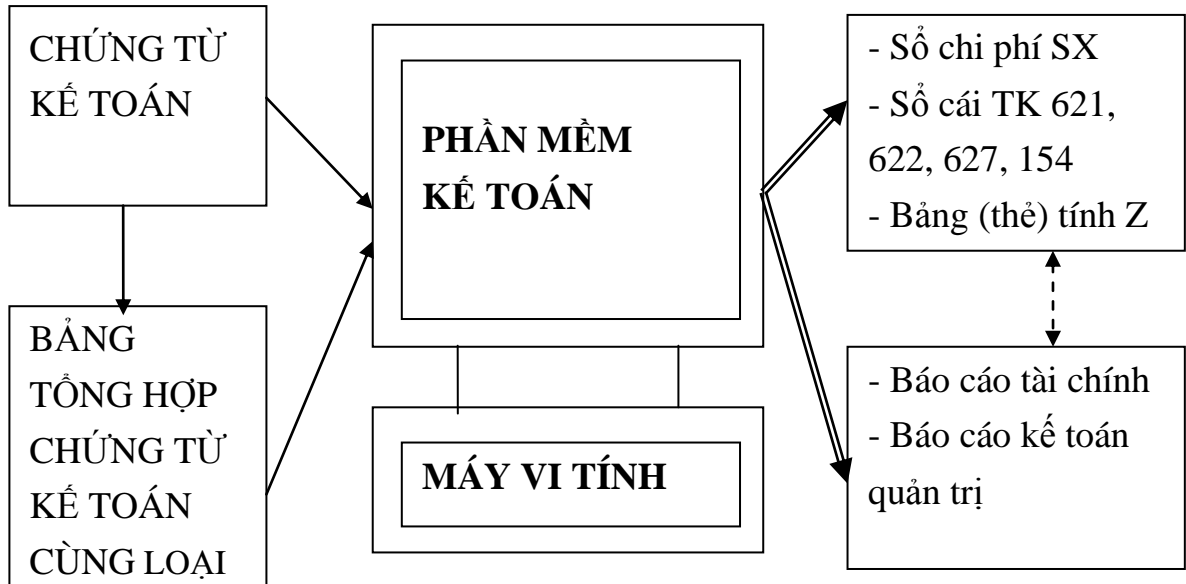 CHỨNG TỪ
KẾ TOÁN
BẢNG
TỔNG HỢP
CHỨNG TỪ
KẾ TOÁN
CÙNG LOẠI
PHẦN MỀM
KẾ TOÁN
MÁY VI TÍNH
- Sổ chi phí SX
- Sổ cái TK 621,
622, 627, 154
- Bảng (thẻ) tính Z
- Báo cáo tài chính
- Báo cáo kế toán
quản trị